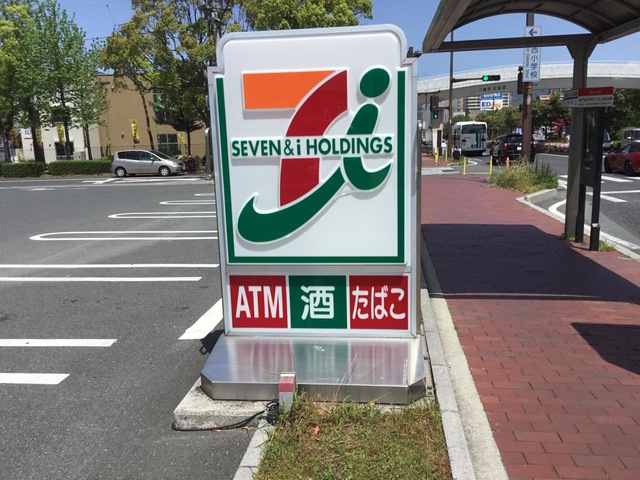 SEVEN & i HOLDINGS
ATM 酒 たばこ